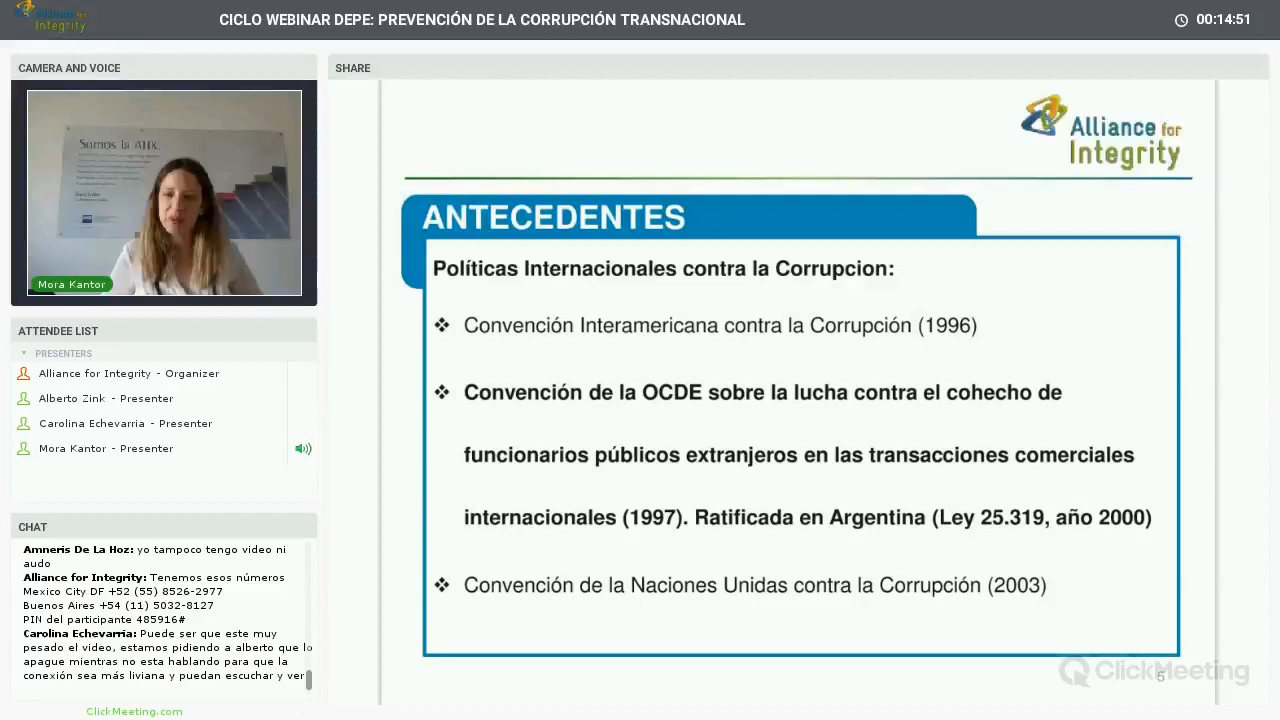 Alliance for
Integrity
CICLO WEBINAR DEPE: PREVENCIÓN DE LA CORRUPCIÓN TRANSNACIONAL
00:14:51
CAMERA AND VOICE
Somos la AHK
Mora Kantor
ATTENDEE LIST
PRESENTERS
Alliance for Integrity - Organizer
Alberto Zink - Presenter
Carolina Echevarria - Presenter
Mora Kantor - Presenter
CHAT
Amneris De La Hoz: yo tampoco tengo video ni
audo
Alliance for Integrity: Tenemos esos números
Mexico City DF +52 (55) 8526-2977
Buenos Aires +54 (11) 5032-8127
PIN del participante 485916#
Carolina Echevarria: Puede ser que este muy
pesado el video, estamos pidiendo a alberto que lo
apague mientras no esta hablando para que la
conexión sea más liviana y puedan escuchar y ver
ClickMeeting.com
SHARE
Alliance for
Integrity
ANTECEDENTES
Políticas Internacionales contra la Corrupcion:
❖ Convención Interamericana contra la Corrupción (1996)
❖ Convención de la OCDE sobre la lucha contra el cohecho de
funcionarios públicos extranjeros en las transacciones comerciales
internacionales (1997). Ratificada en Argentina (Ley 25.319, año 2000)
❖ Convención de la Naciones Unidas contra la Corrupción (2003)
5
ClickMeeting